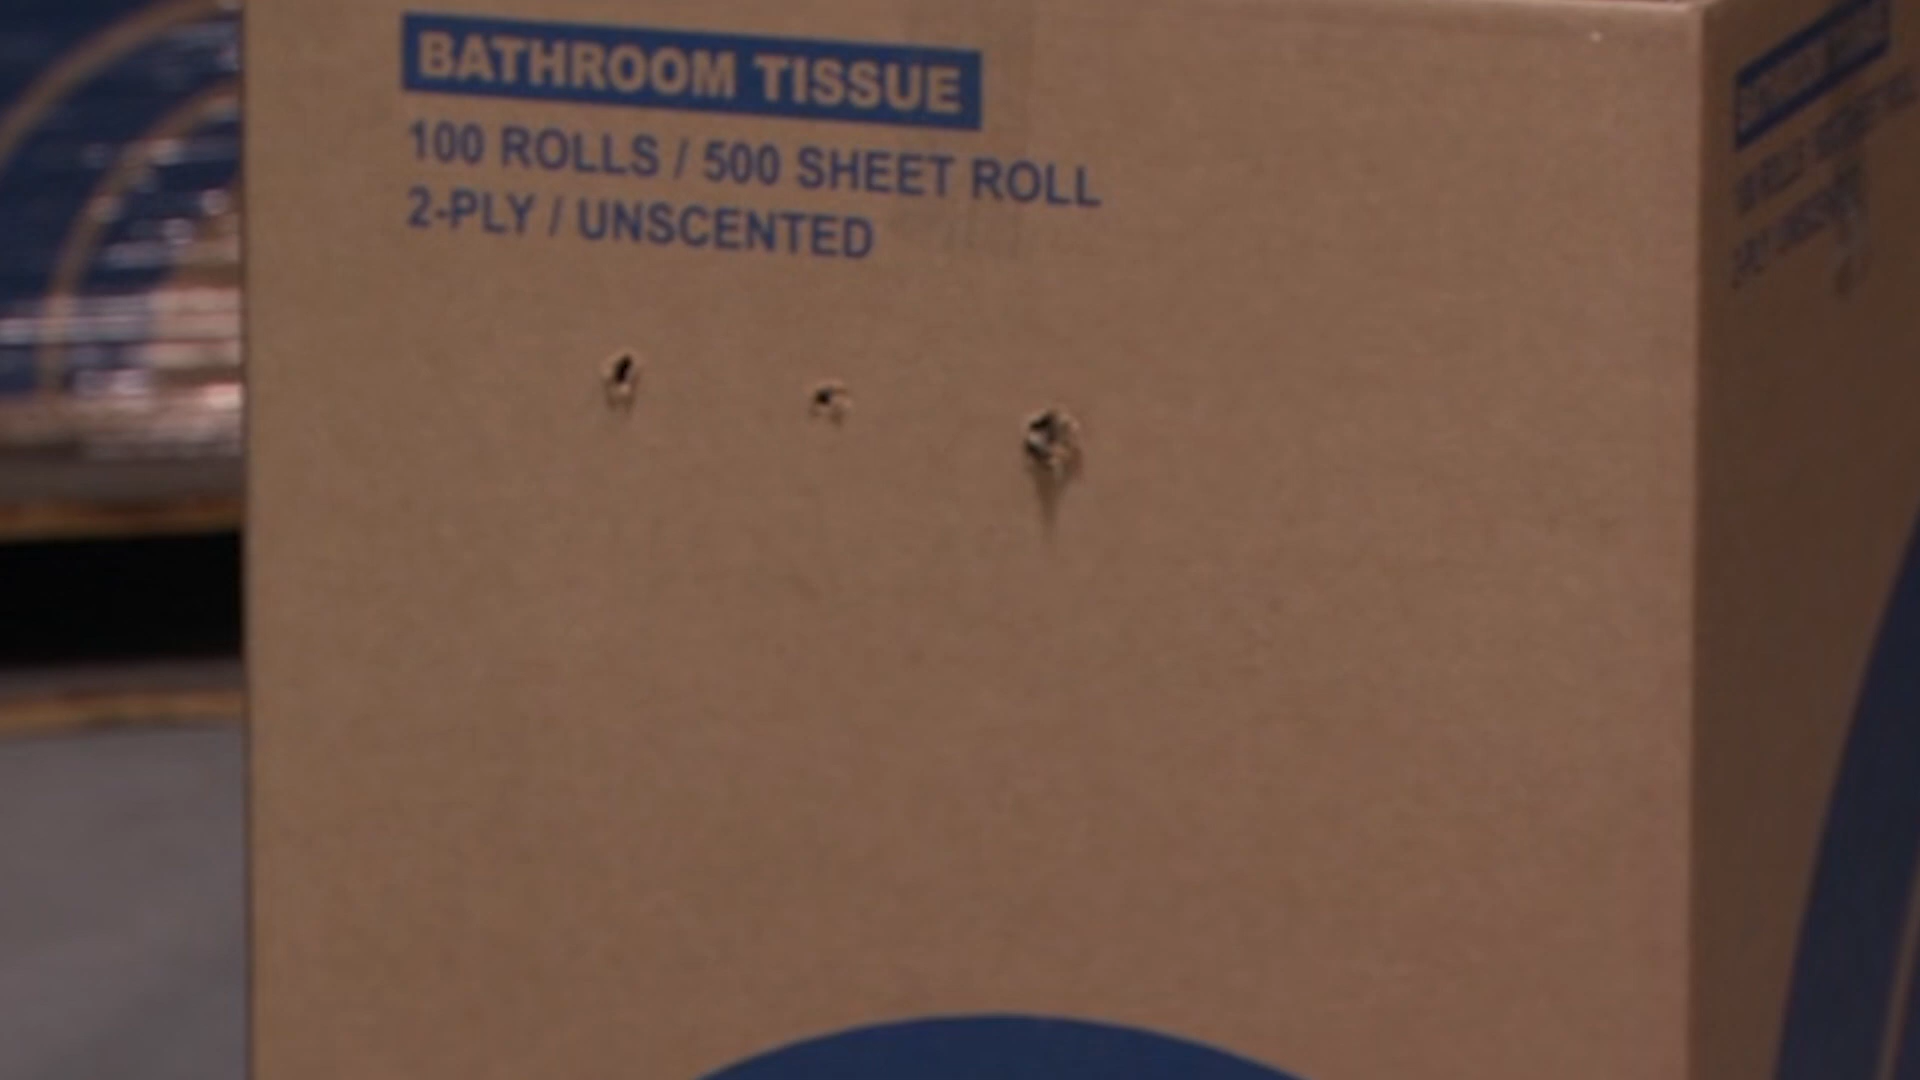 BATHROOM TISSUE
100 ROLLS / 500 SHEET ROLL
2-PLY / UNSCENTED